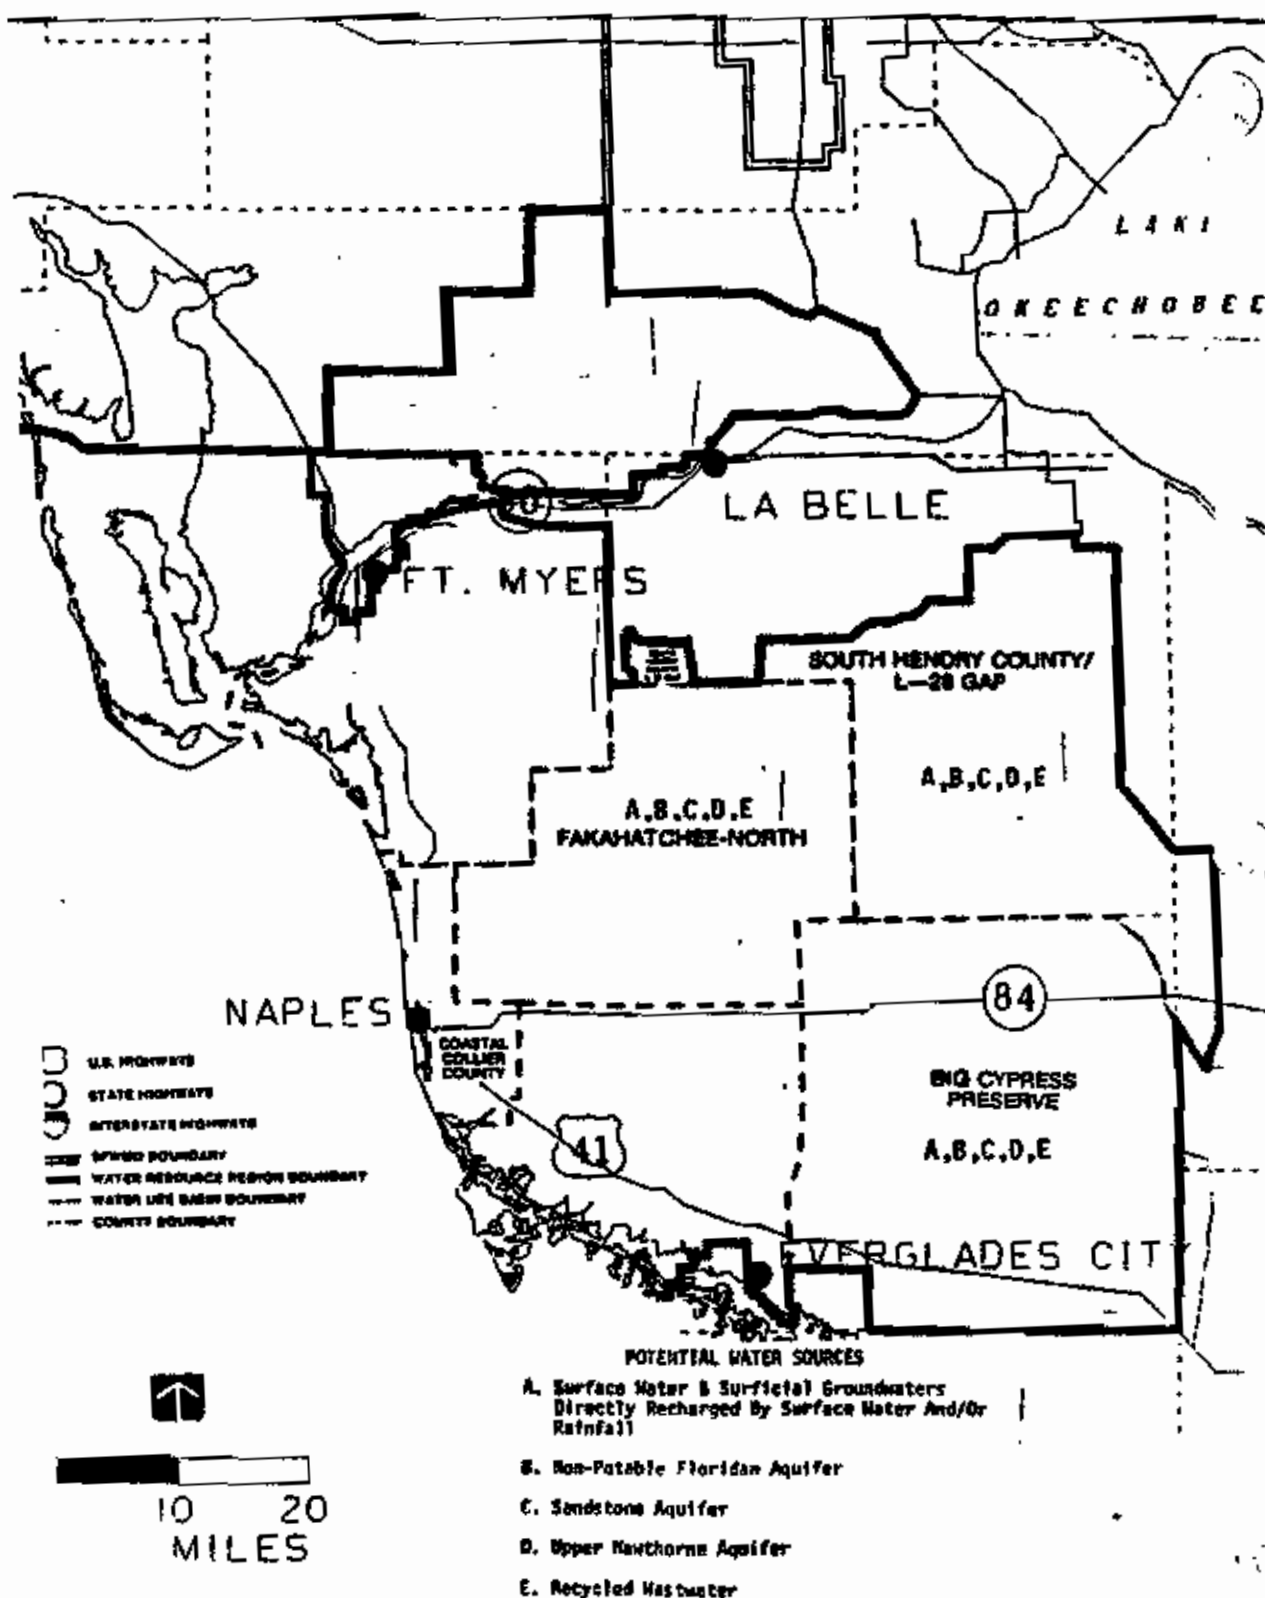 LAKE
OKEECHOBEE
LA BELLE
FT. MYERS
SOUTH HENDRY COUNTY/
L-28 GAP
A,B,C,D,E
A,B,C,D,E
FAKAHATCHEE-NORTH
84
NAPLES
COASTAL
COLLIER
COUNTY
BIG CYPRESS
PRESERVE
A,B,C,D,E
41
EVERGLADES CITY
U.S. HIGHWAYS
STATE HIGHWAYS
INTERSTATE HIGHWAYS
SFWMD BOUNDARY
WATER RESOURCE REGION BOUNDARY
WATER USE BASIN BOUNDARY
COUNTY BOUNDARY
10 20
MILES
POTENTIAL WATER SOURCES
A. Surface Water & Surficial Groundwaters
Directly Recharged By Surface Water And/Or
Rainfall
B. Non-Potable Floridan Aquifer
C. Sandstone Aquifer
D. Upper Hawthorne Aquifer
E. Recycled Wastwater